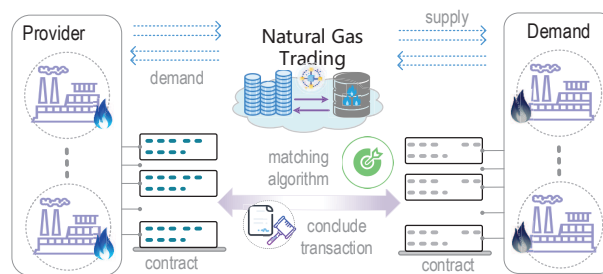 supply
Provider
Natural Gas
Trading
Demand
demand
matching
algorithm
conclude
transaction
contract
contract